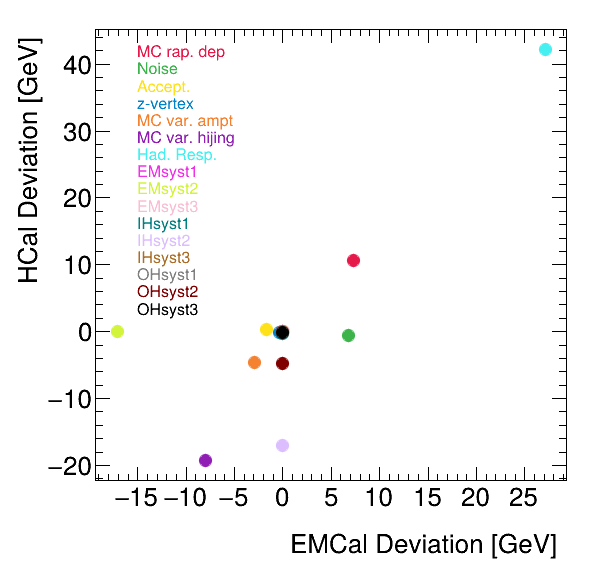 HCal Deviation [GeV]
40
30
20
10
0
−10
−20
MC rap. dep
Noise
Accept.
z-vertex
MC var. ampt
MC var. hijing
Had. Resp.
EMsyst1
EMsyst2
EMsyst3
IHsyst1
IHsyst2
IHsyst3
OHsyst1
OHsyst2
OHsyst3
−15 −10 −5 0 5 10 15 20 25
EMCal Deviation [GeV]